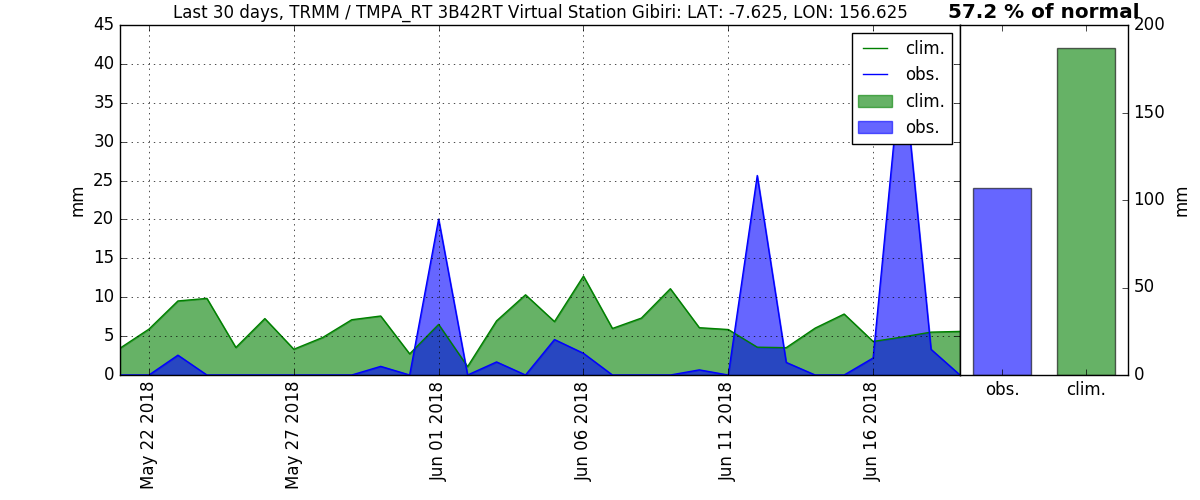 Last 30 days, TRMM / TMPA_RT 3B42RT Virtual Station Gibiri: LAT: -7.625, LON: 156.625
57.2 % of normal
45
40
35
30
25
20
15
10
5
0
mm
clim.
obs.
clim.
obs.
May 22 2018
May 27 2018
Jun 01 2018
Jun 06 2018
Jun 11 2018
Jun 16 2018
200
150
100
50
0
mm
obs.
clim.